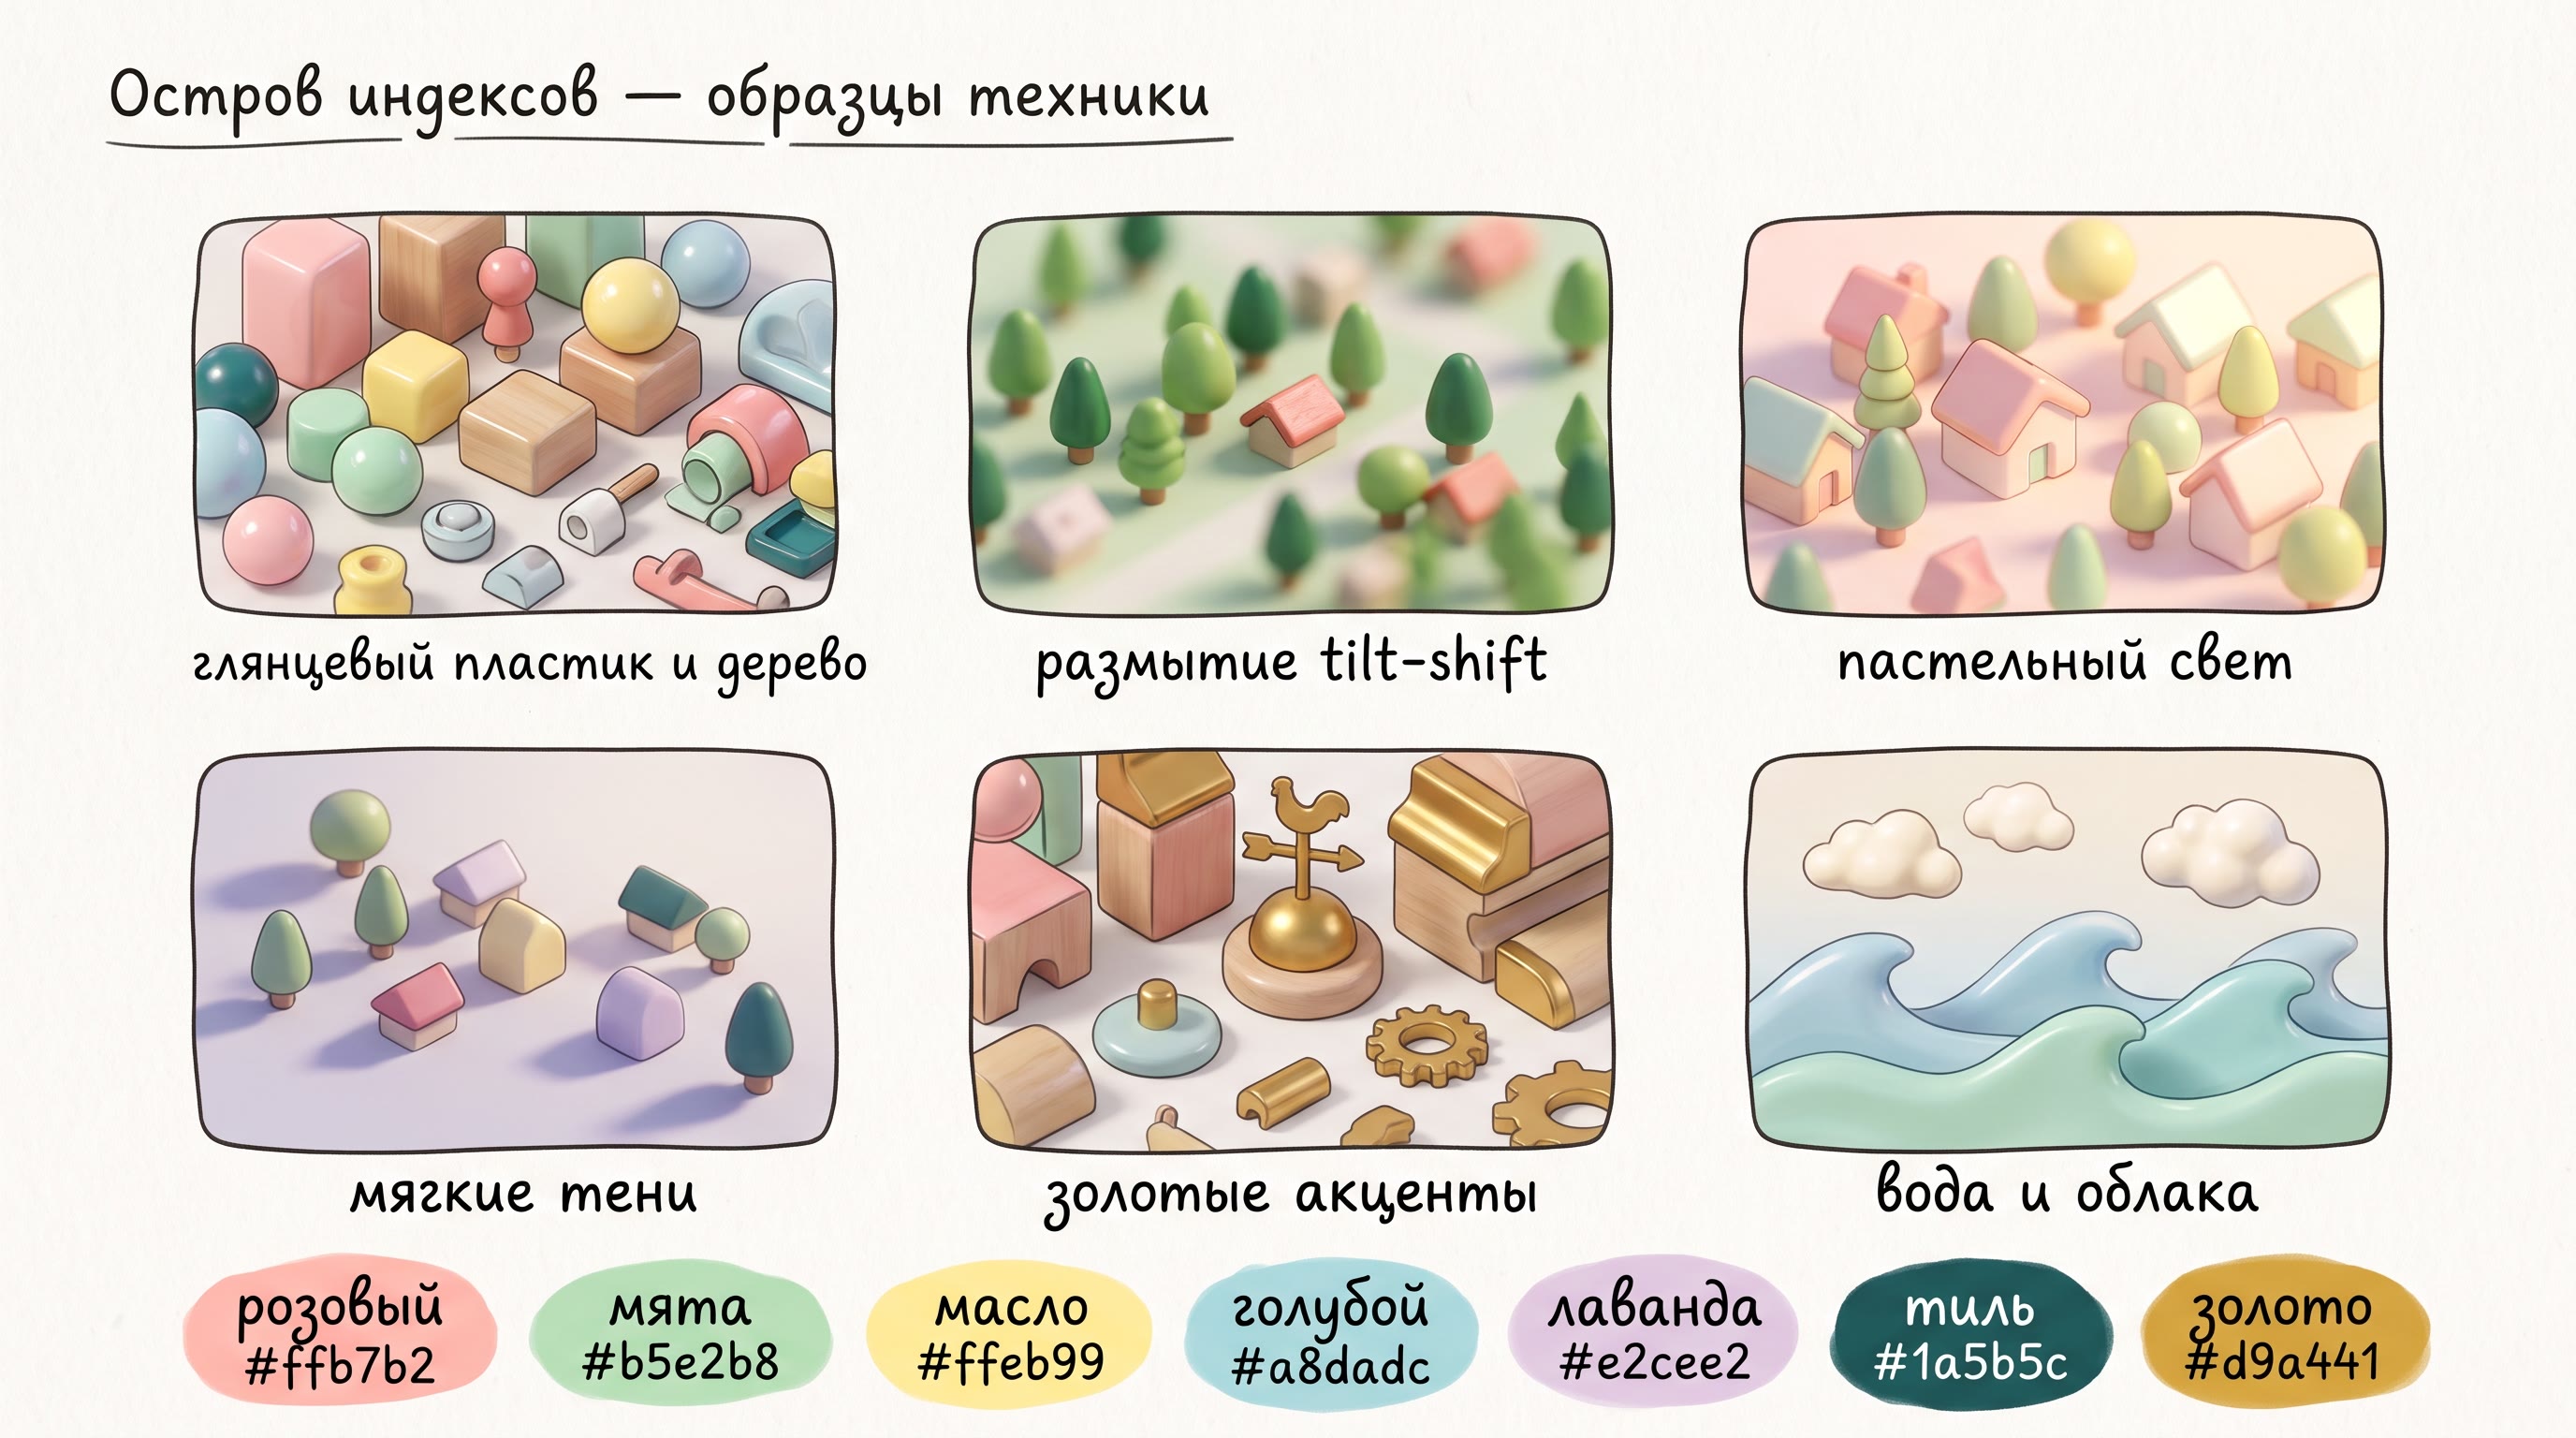 Остров индексов — образцы техники
глянцевый пластик и дерево
размытие tilt-shift
пастельный свет
мягкие тени
золотые акценты
вода и облака
розовый
#ffb7b2
мята
#b5e2b8
масло
#ffeb99
голубой
#a8dadc
лаванда
#e2cee2
тиль
#1a5b5c
золото
#d9a441